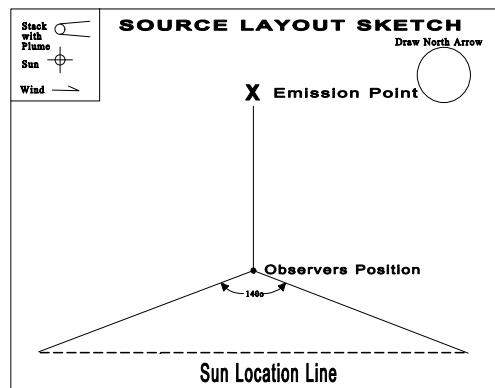 SOURCE LAYOUT SKETCH
Stack
with
Plume
Sun
Wind
Draw North Arrow
X Emission Point
Observers Position
140o
Sun Location Line